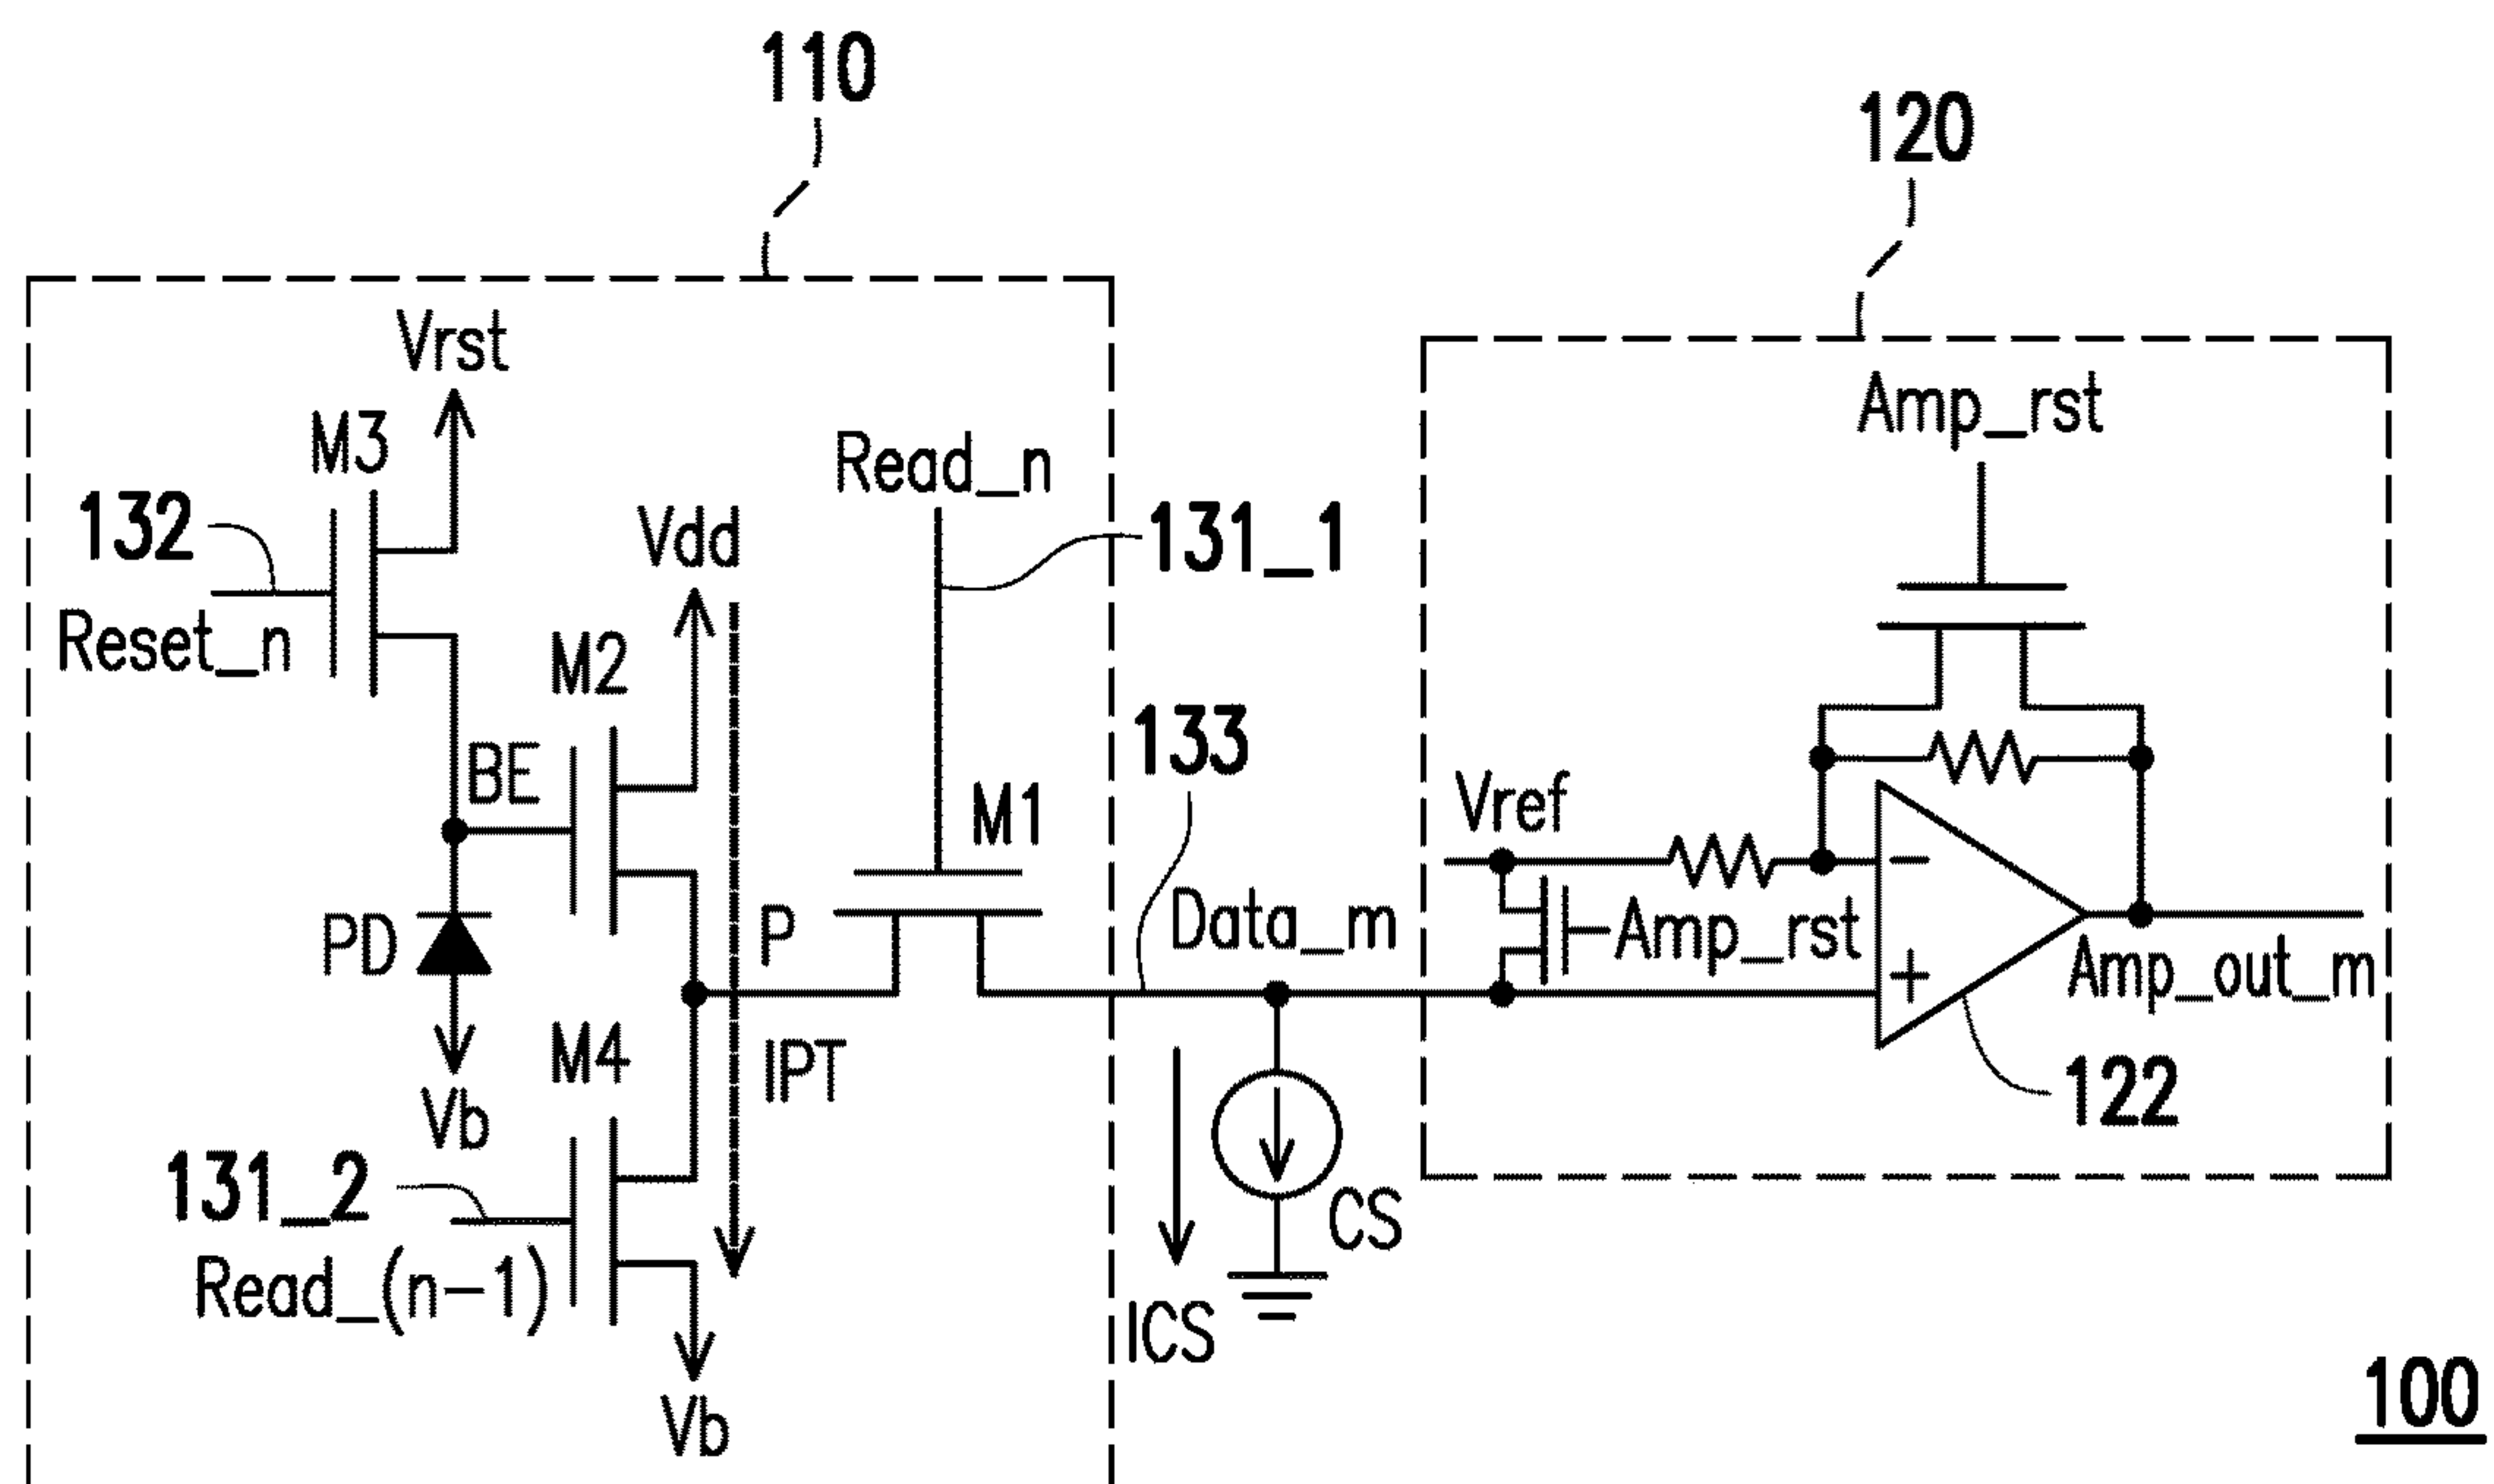 110
120
Vrst
M3
132
Reset_n
Vdd
Read_n
131_1
Amp_rst
M2
BE
133
M1
Vref
PD
P
Data_m
Amp_rst
−
+
Amp_out_m
M4
IPT
122
Vb
131_2
Read_(n-1)
CS
ICS
Vb
100